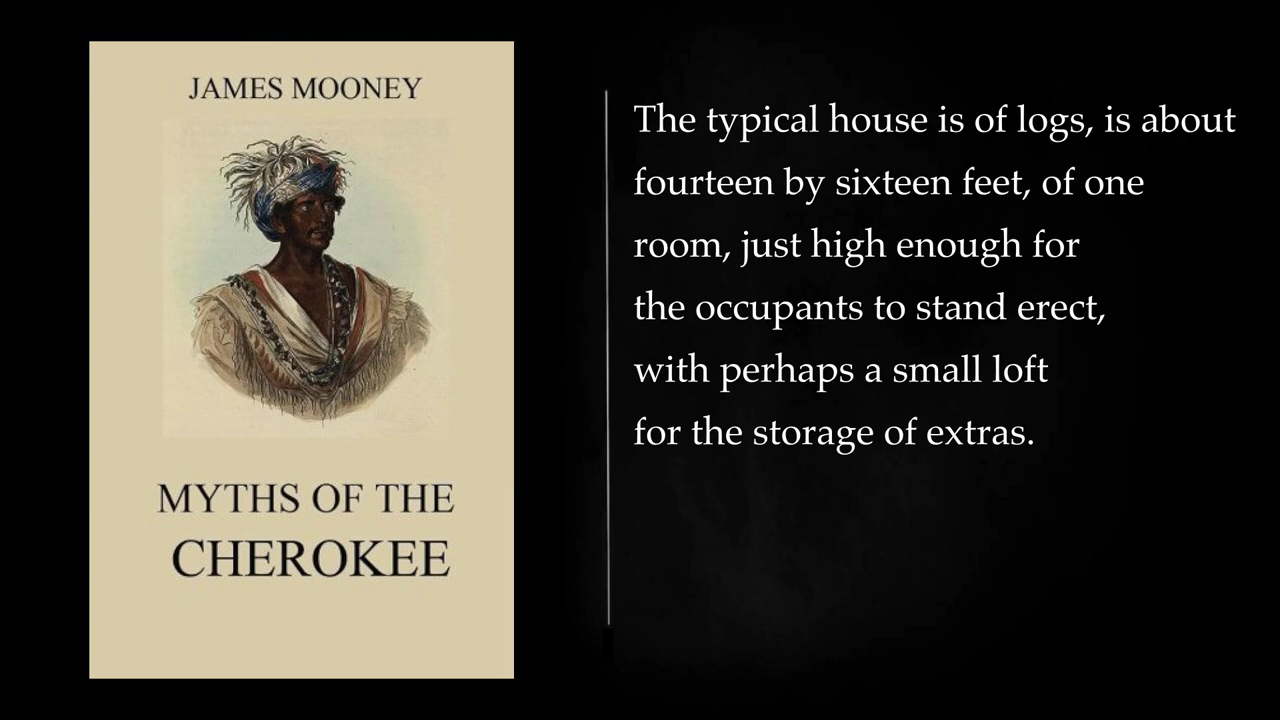 JAMES MOONEY
MYTHS OF THE
CHEROKEE
The typical house is of logs, is about
fourteen by sixteen feet, of one
room, just high enough for
the occupants to stand erect,
with perhaps a small loft
for the storage of extras.